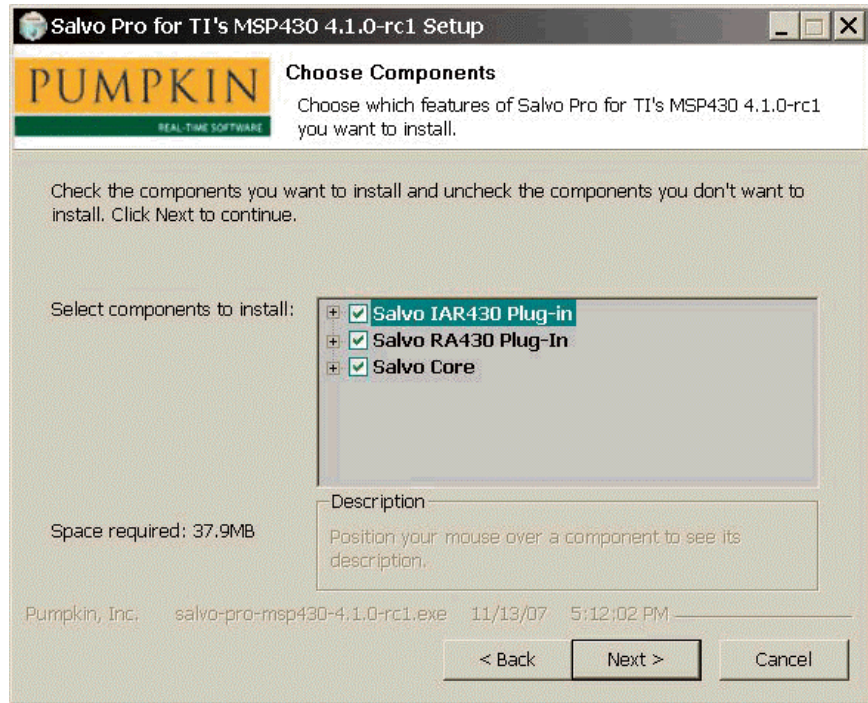 Salvo Pro for TI's MSP430 4.1.0-rc1 Setup
PUMPKIN
REAL-TIME SOFTWARE
Choose Components
Choose which features of Salvo Pro for TI's MSP430 4.1.0-rc1
you want to install.
Check the components you want to install and uncheck the components you don't want to
install. Click Next to continue.
Select components to install:
Salvo IAR430 Plug-in
Salvo RA430 Plug-In
Salvo Core
Space required: 37.9MB
Description
Position your mouse over a component to see its
description.
Pumpkin, Inc. salvo-pro-msp430-4.1.0-rc1.exe 11/13/07 5:12:02 PM
< Back Next > Cancel